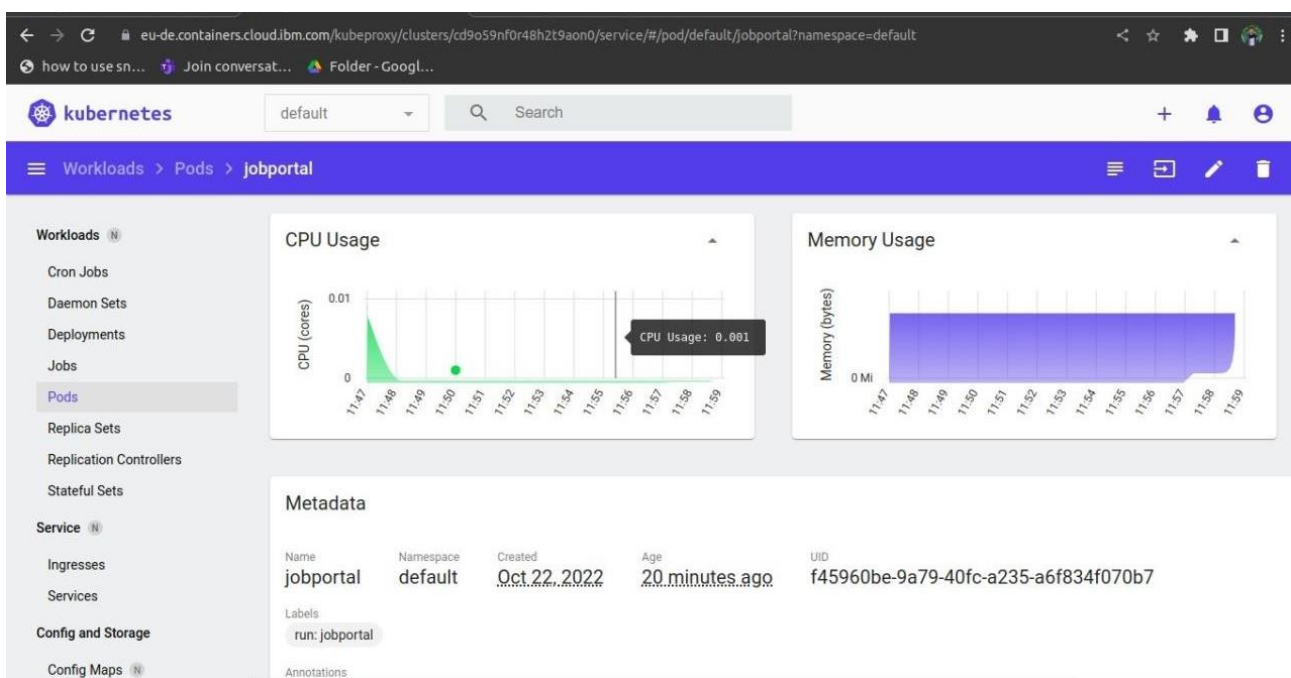 eu-de.containers.cloud.ibm.com/kubeproxy/clusters/cd9o59nf0r48h2t9aon0/service/#/pod/default/jobportal?namespace=default
how to use sn... Join conversat... Folder - Googl...
kubernetes default Search
Workloads > Pods > jobportal
Workloads N
Cron Jobs
Daemon Sets
Deployments
Jobs
Pods
Replica Sets
Replication Controllers
Stateful Sets
Service N
Ingresses
Services
Config and Storage
Config Maps N
CPU Usage
CPU (cores)
0.01
0
CPU Usage: 0.001
11:47 11:48 11:49 11:50 11:51 11:52 11:53 11:54 11:55 11:56 11:57 11:58 11:59
Memory Usage
Memory (bytes)
0 Mi
11:47 11:48 11:49 11:50 11:51 11:52 11:53 11:54 11:55 11:56 11:57 11:58 11:59
Metadata
Name Namespace Created Age UID
jobportal default Oct 22, 2022 20 minutes ago f45960be-9a79-40fc-a235-a6f834f070b7
Labels
run: jobportal
Annotations